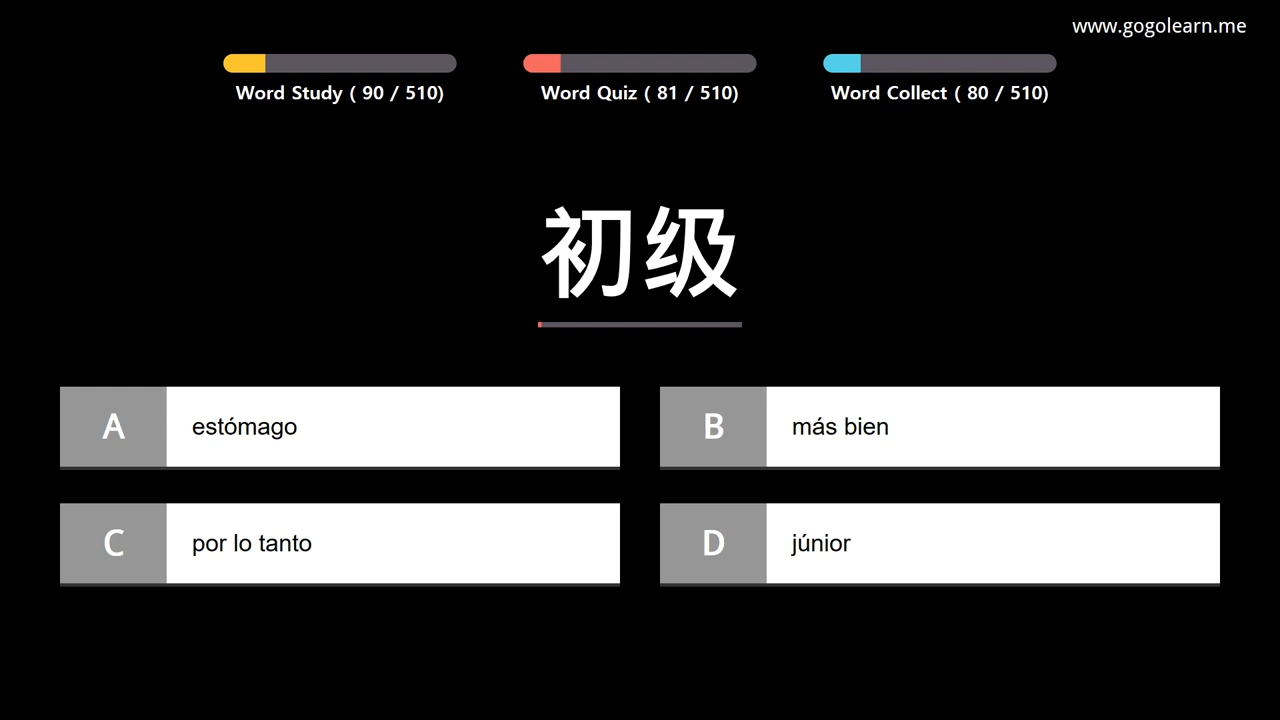 www.gogolearn.me
Word Study ( 90 / 510)
Word Quiz ( 81 / 510)
Word Collect ( 80 / 510)
初级
A estómago
B más bien
C por lo tanto
D júnior